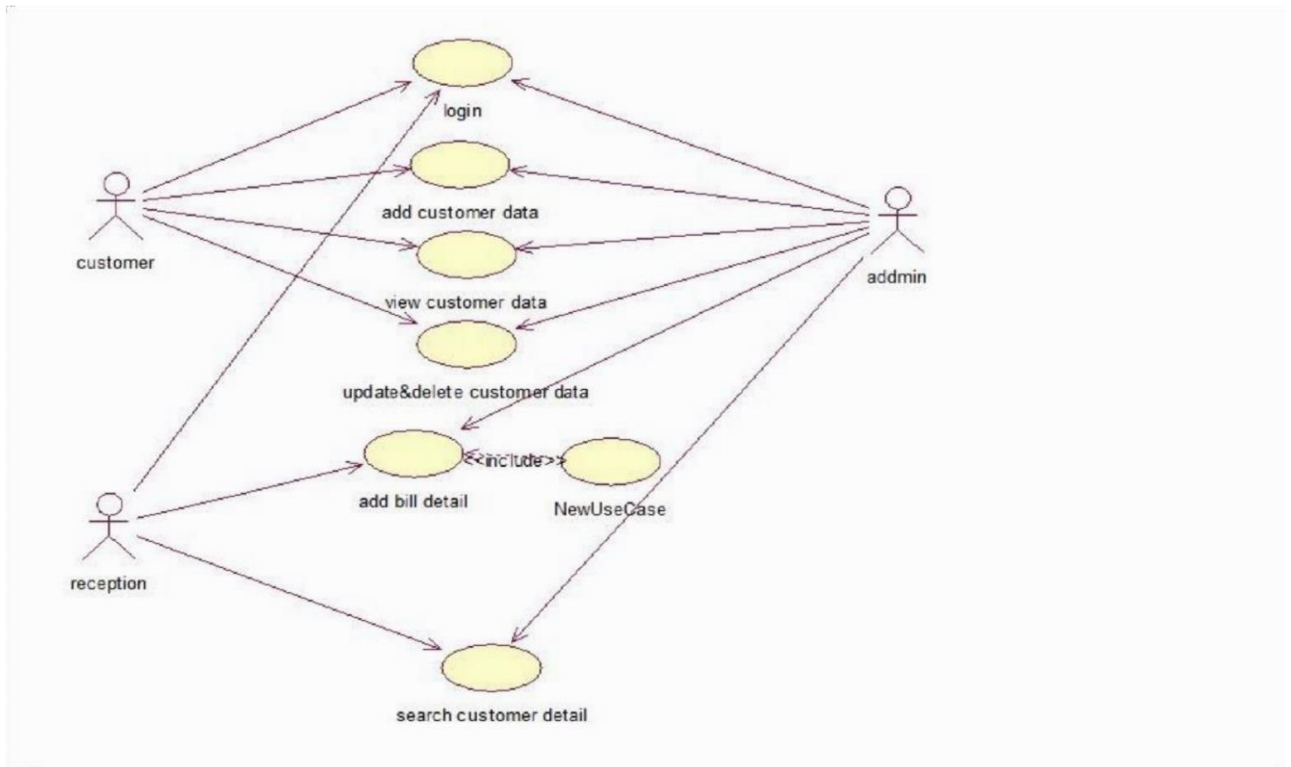 login
add customer data
customer
addmin
view customer data
update&delete customer data
<<include>>
add bill detail
NewUseCase
reception
search customer detail